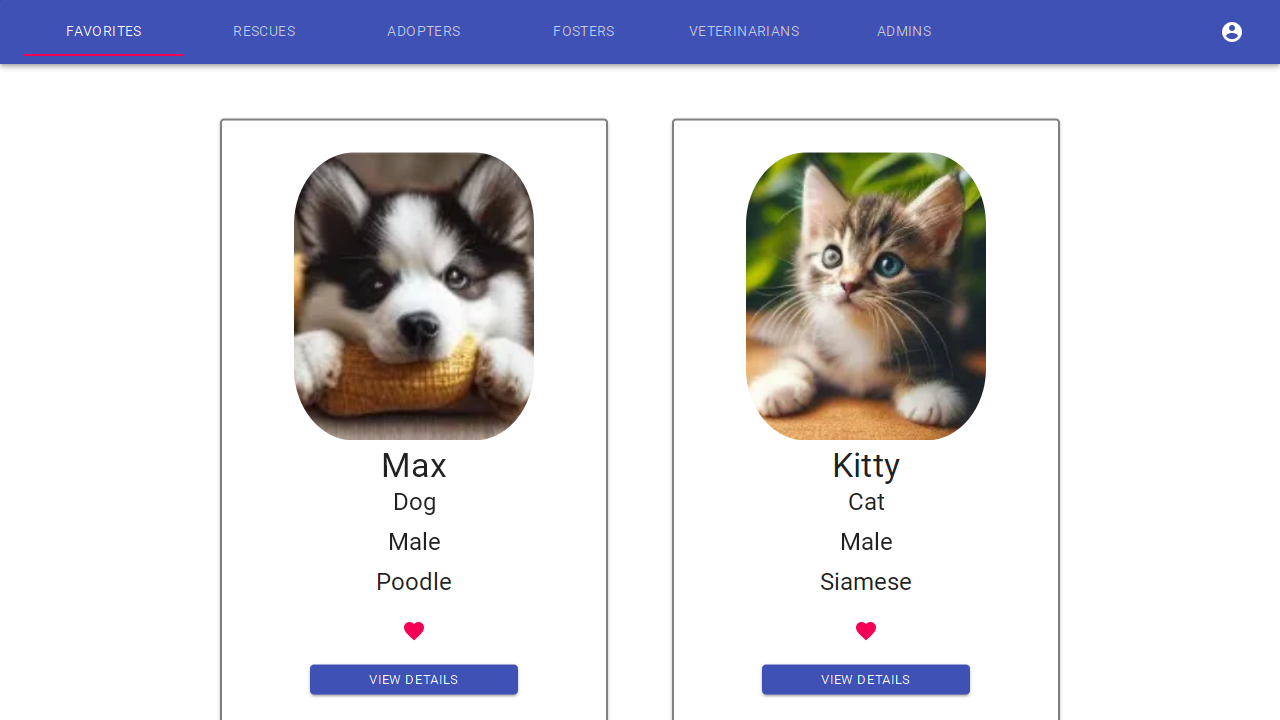 FAVORITES RESCUES ADOPTERS FOSTERS VETERINARIANS ADMINS
Max
Dog
Male
Poodle
VIEW DETAILS
Kitty
Cat
Male
Siamese
VIEW DETAILS